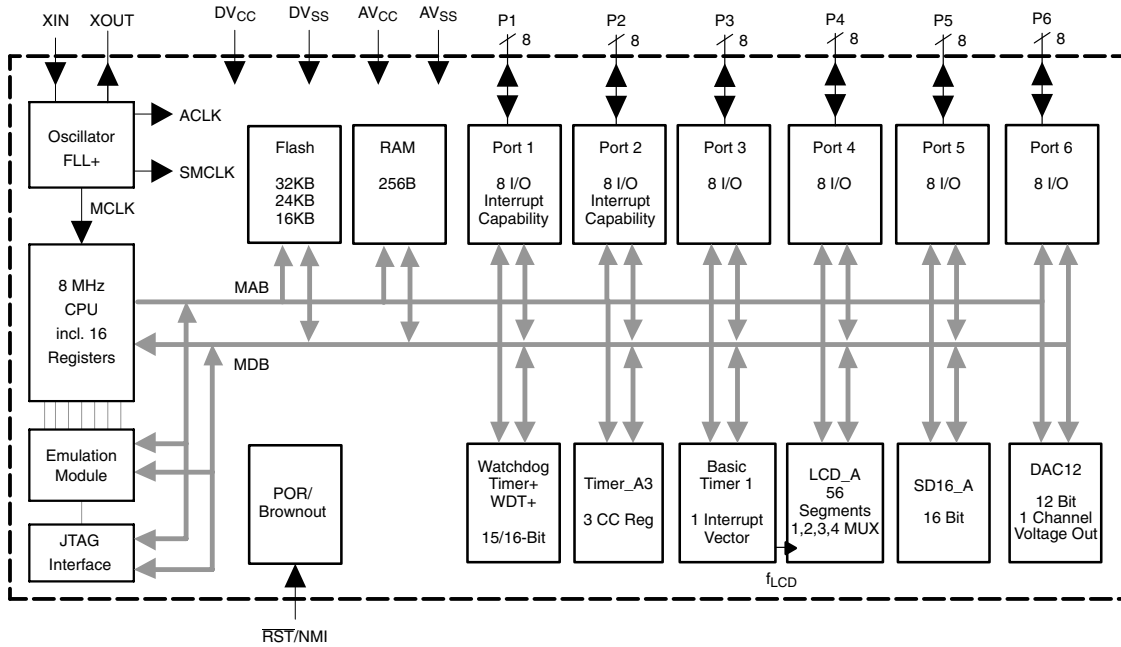 XIN
XOUT
DVCC
DVSS
AVCC
AVSS
P1
P2
P3
P4
P5
P6
8
8
8
8
8
8
Oscillator
FLL+
ACLK
SMCLK
MCLK
Flash
32KB
24KB
16KB
RAM
256B
Port 1
8 I/O
Interrupt
Capability
Port 2
8 I/O
Interrupt
Capability
Port 3
8 I/O
Port 4
8 I/O
Port 5
8 I/O
Port 6
8 I/O
8 MHz
CPU
incl. 16
Registers
MAB
MDB
Emulation
Module
JTAG
Interface
POR/
Brownout
Watchdog
Timer+
WDT+
15/16-Bit
Timer_A3
3 CC Reg
Basic
Timer 1
1 Interrupt
Vector
LCD_A
56
Segments
1,2,3,4 MUX
SD16_A
16 Bit
DAC12
12 Bit
1 Channel
Voltage Out
fLCD
RST/NMI